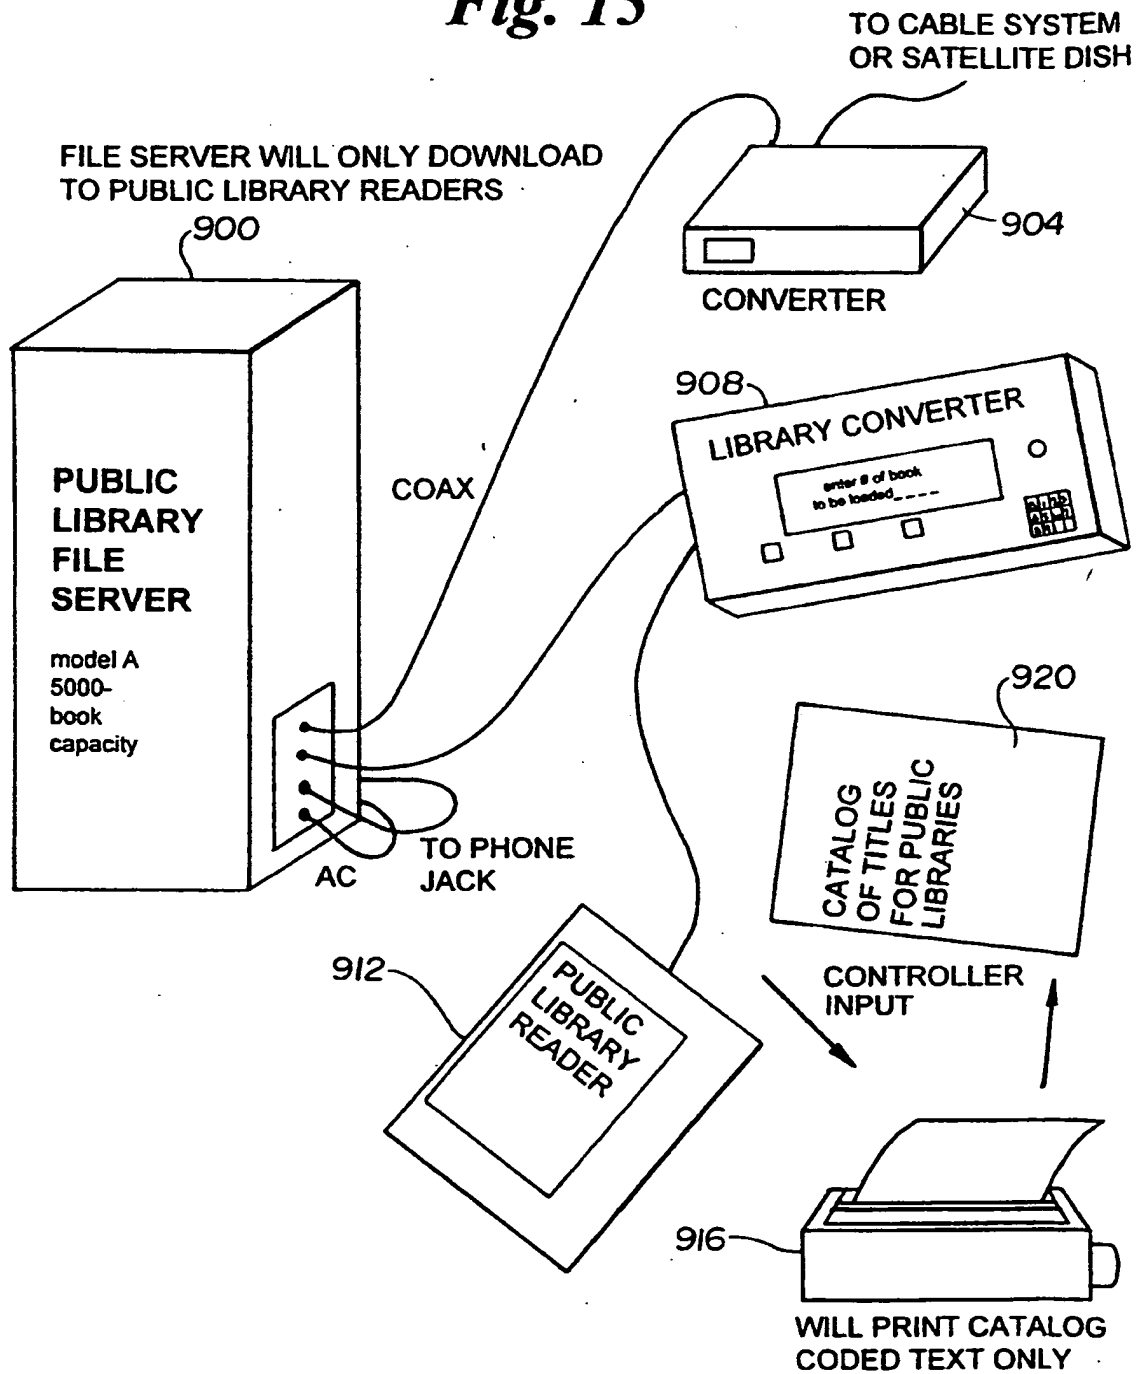 Fig. 15
TO CABLE SYSTEM
OR SATELLITE DISH
FILE SERVER WILL ONLY DOWNLOAD
TO PUBLIC LIBRARY READERS
900
904
CONVERTER
908
LIBRARY CONVERTER
enter # of book
to be loaded_ _ _ _
COAX
PUBLIC
LIBRARY
FILE
SERVER
model A
5000-
book
capacity
920
CATALOG
OF TITLES
FOR PUBLIC
LIBRARIES
TO PHONE
JACK
AC
912
PUBLIC
LIBRARY
READER
CONTROLLER
INPUT
916
WILL PRINT CATALOG
CODED TEXT ONLY